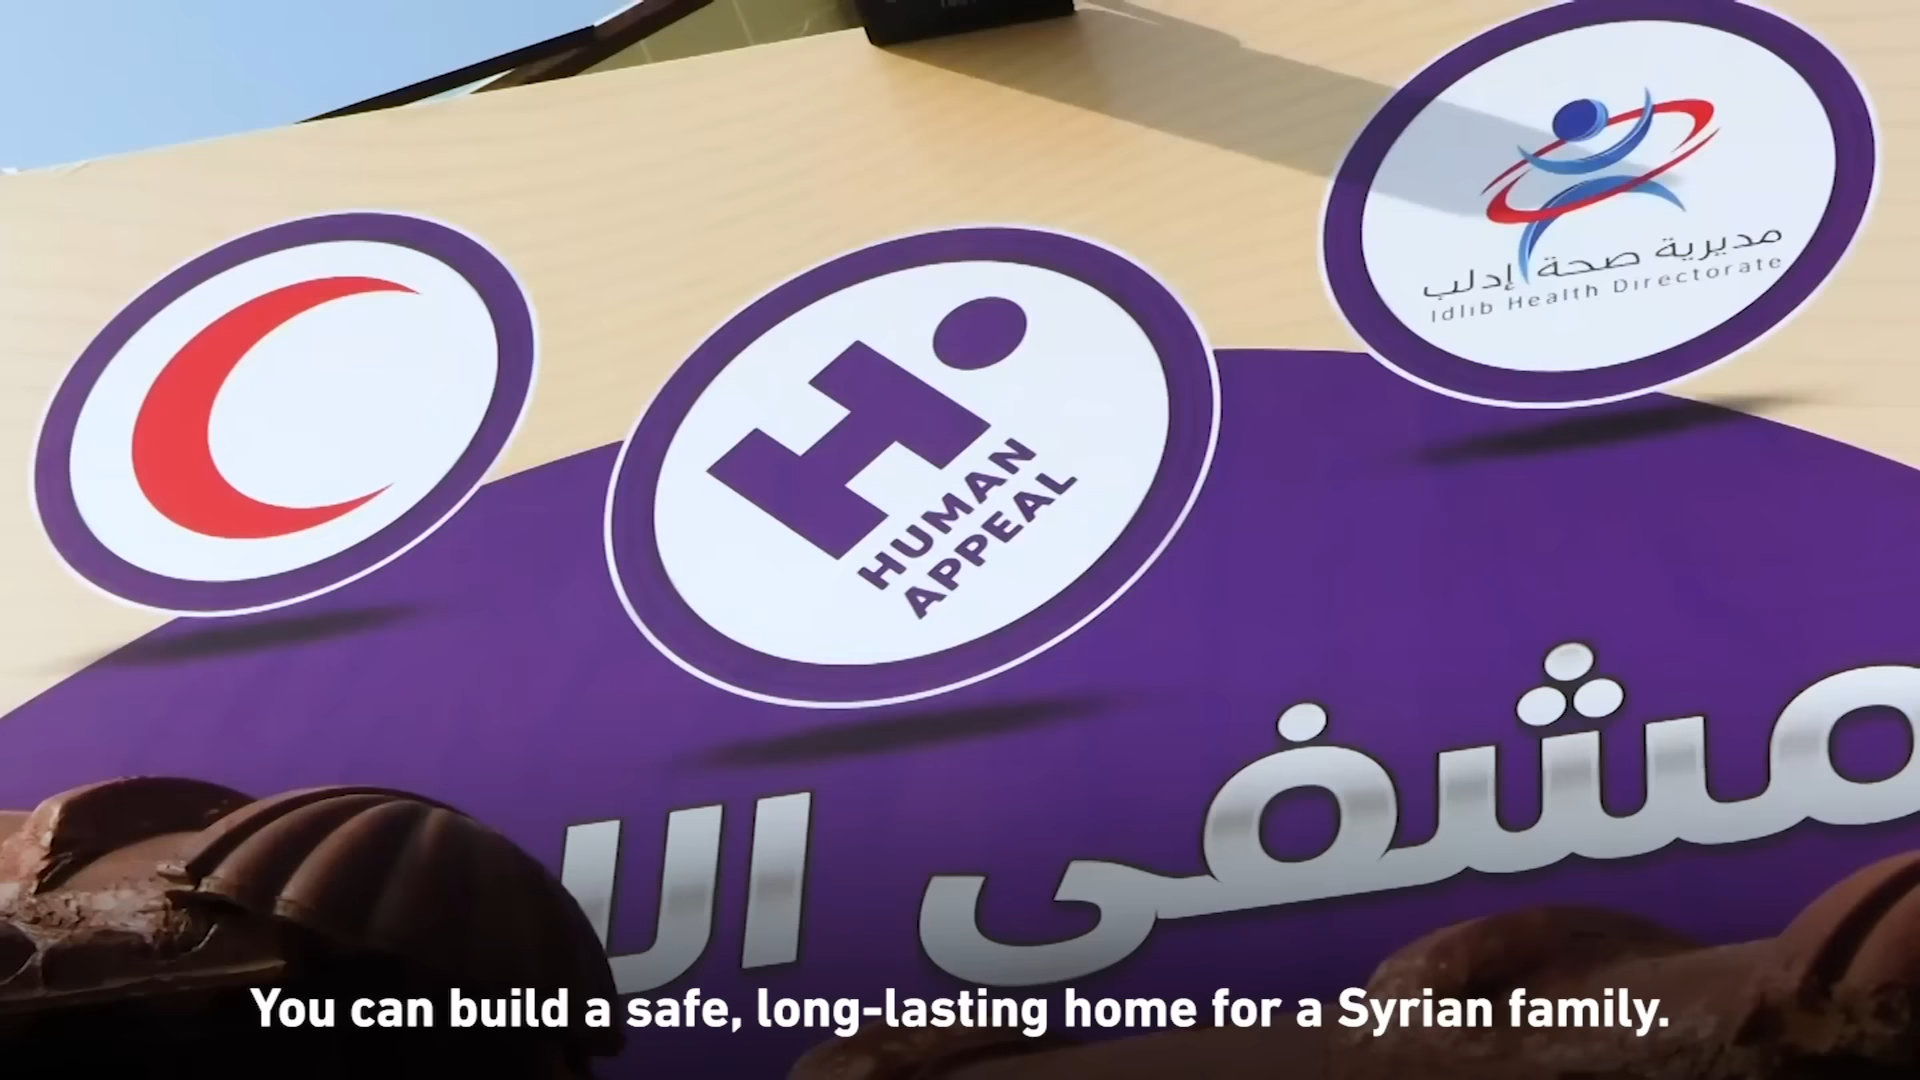 مديرية صحة إدلب
Idlib Health Directorate
HUMAN
APPEAL
مشفى
You can build a safe, long-lasting home for a Syrian family.